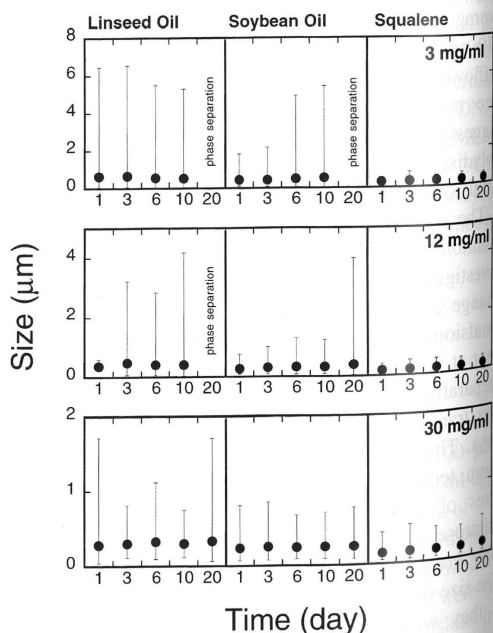 Linseed Oil Soybean Oil Squalene
3 mg/ml
8
6
4
2
0
phase separation
phase separation
1 3 6 10 20 1 3 6 10 20 1 3 6 10 20
12 mg/ml
4
2
0
phase separation
1 3 6 10 20 1 3 6 10 20 1 3 6 10 20
30 mg/ml
2
1
0
1 3 6 10 20 1 3 6 10 20 1 3 6 10 20
Size (μm)
Time (day)